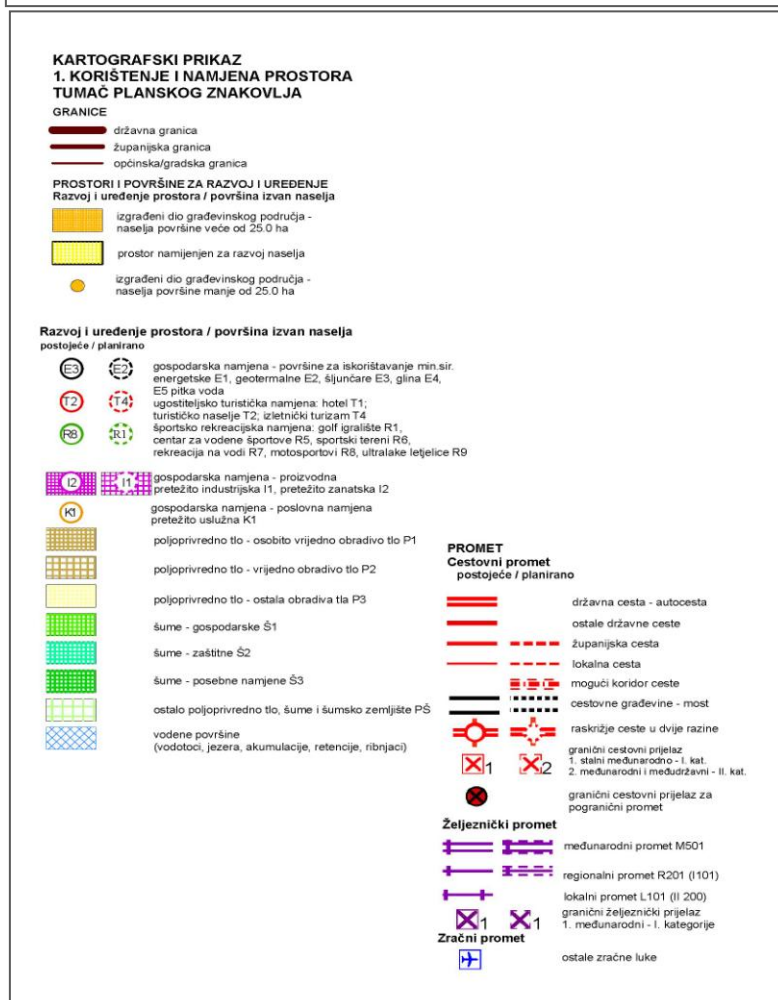 KARTOGRAFSKI PRIKAZ
1. KORIŠTENJE I NAMJENA PROSTORA
TUMAČ PLANSKOG ZNAKOVLJA
GRANICE
državna granica
županijska granica
općinska/gradska granica
PROSTORI I POVRŠINE ZA RAZVOJ I UREĐENJE
Razvoj i uređenje prostora / površina izvan naselja
izgrađeni dio građevinskog područja -
naselja površine veće od 25.0 ha
prostor namijenjen za razvoj naselja
izgrađeni dio građevinskog područja -
naselja površine manje od 25.0 ha
Razvoj i uređenje prostora / površina izvan naselja
postojeće / planirano
E3 E2 gospodarska namjena - površine za iskorištavanje min.sir.
energetske E1, geotermalne E2, šljunčare E3, glina E4,
E5 pitka voda
T2 T4 ugostiteljsko turistička namjena: hotel T1;
turističko naselje T2; izletnički turizam T4
R8 R1 športsko rekreacijska namjena: golf igralište R1,
centar za vodene športove R5, sportski tereni R6,
rekreacija na vodi R7, motosportovi R8, ultralake letjelice R9
I2 I1 gospodarska namjena - proizvodna
pretežito industrijska I1, pretežito zanatska I2
K1 gospodarska namjena - poslovna namjena
pretežito uslužna K1
poljoprivredno tlo - osobito vrijedno obradivo tlo P1
poljoprivredno tlo - vrijedno obradivo tlo P2
poljoprivredno tlo - ostala obradiva tla P3
šume - gospodarske Š1
šume - zaštitne Š2
šume - posebne namjene Š3
ostalo poljoprivredno tlo, šume i šumsko zemljište PŠ
vodene površine
(vodotoci, jezera, akumulacije, retencije, ribnjaci)
PROMET
Cestovni promet
postojeće / planirano
državna cesta - autocesta
ostale državne ceste
županijska cesta
lokalna cesta
mogući koridor ceste
cestovne građevine - most
raskrižje ceste u dvije razine
1 2 granični cestovni prijelaz
1. stalni međunarodno - I. kat.
2. međunarodni i međudržavni - II. kat.
granični cestovni prijelaz za
pogranični promet
Željeznički promet
međunarodni promet M501
regionalni promet R201 (I101)
lokalni promet L101 (II 200)
1 1 granični željeznički prijelaz
1. međunarodni - I. kategorije
Zračni promet
ostale zračne luke